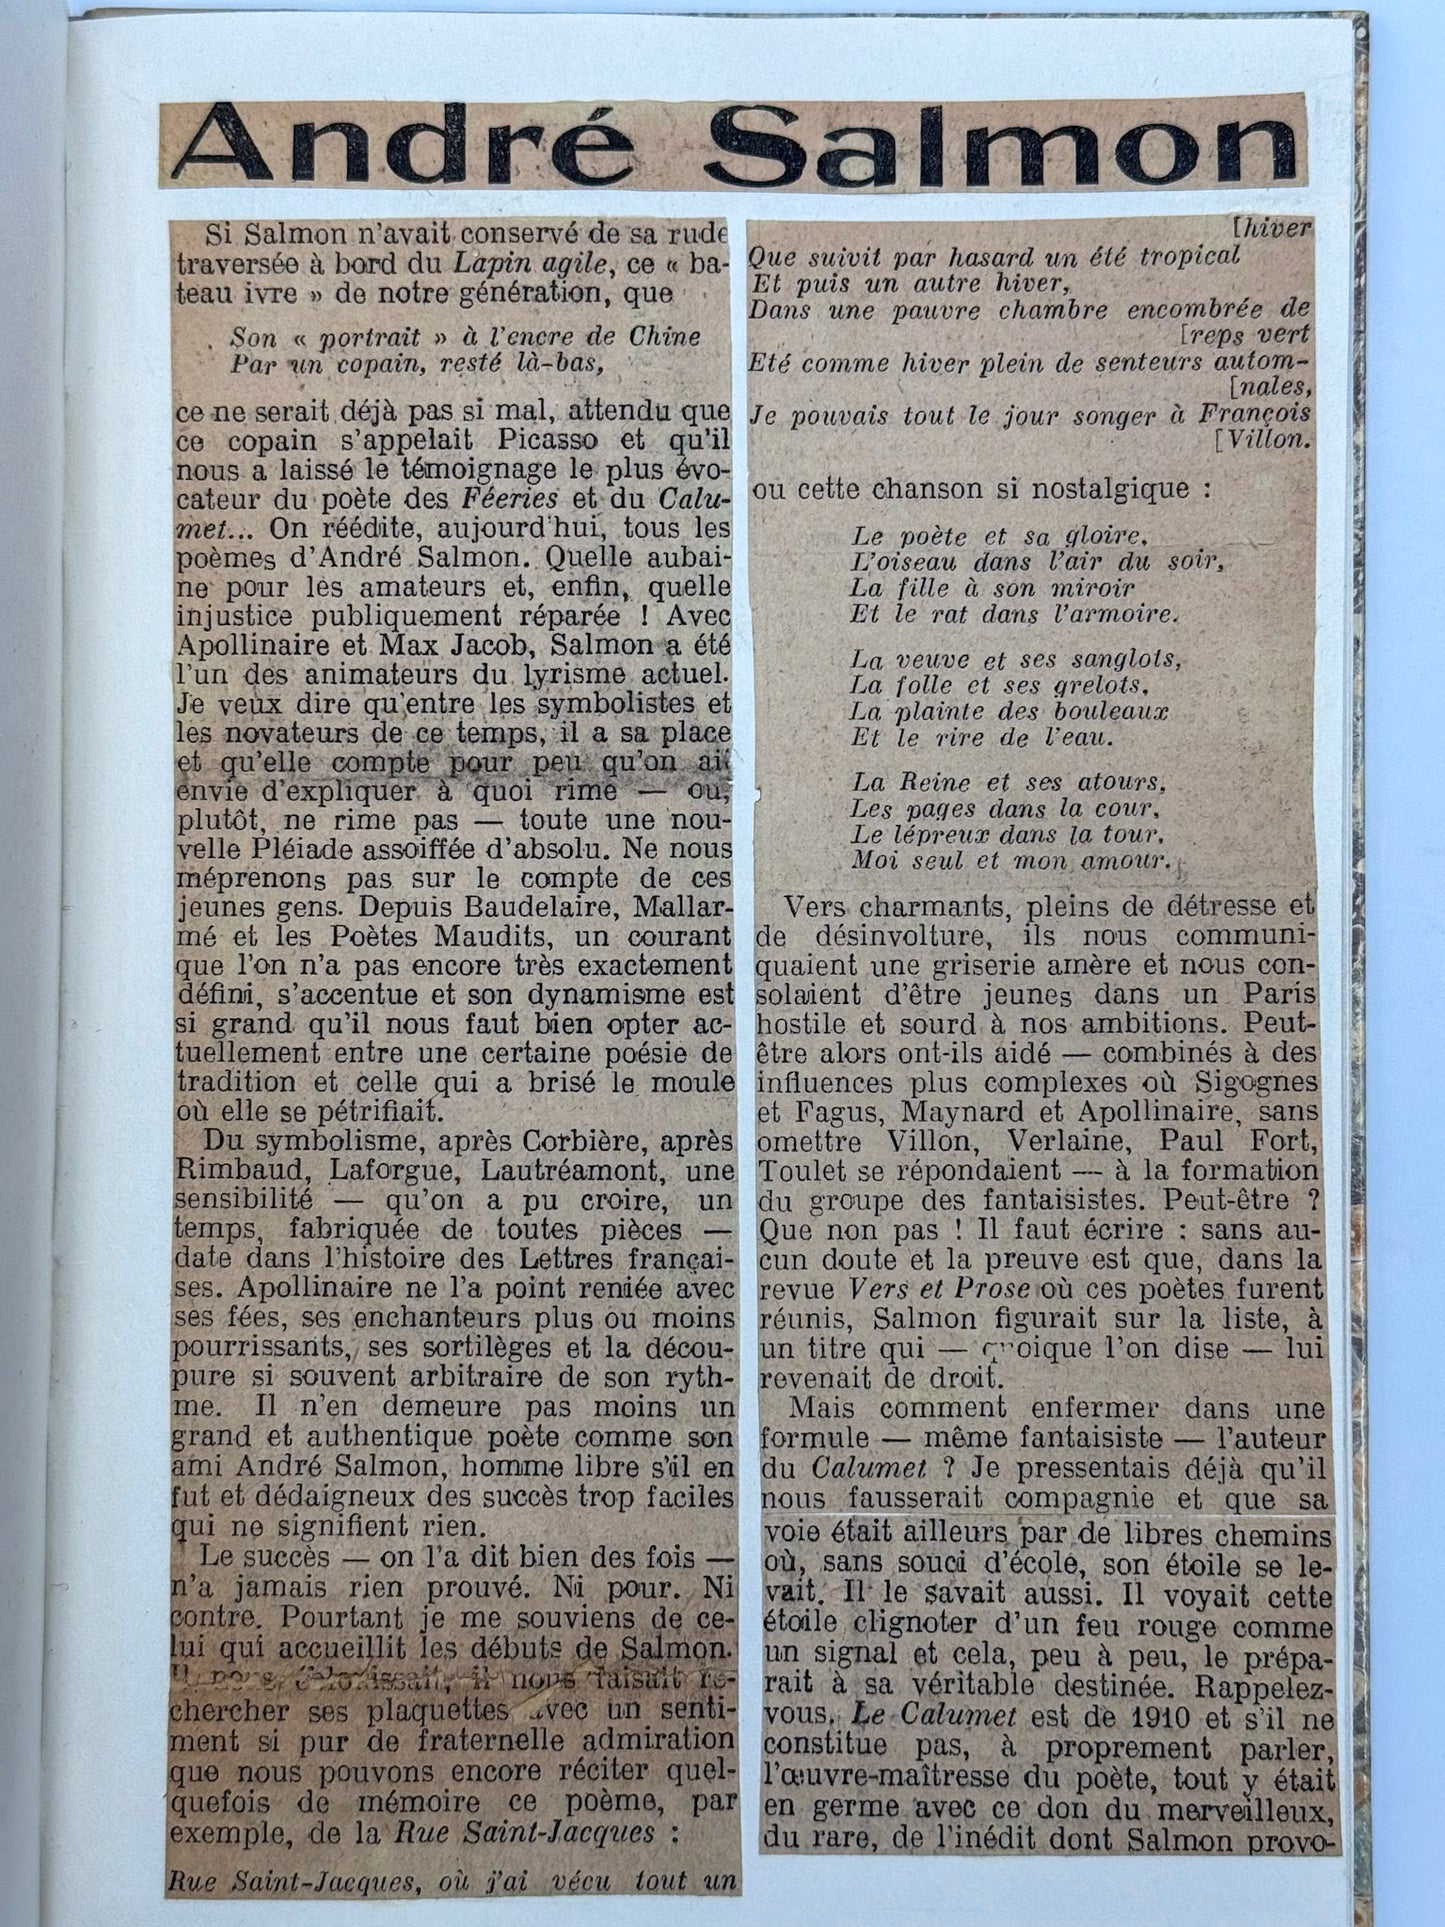 André Salmon
Si Salmon n'avait conservé de sa rude
traversée à bord du Lapin agile, ce « ba-
teau ivre » de notre génération, que
Son « portrait » à l'encre de Chine
Par un copain, resté là-bas,
ce ne serait déjà pas si mal, attendu que
ce copain s'appelait Picasso et qu'il
nous a laissé le témoignage le plus évo-
cateur du poète des Féeries et du Calu-
met... On réédite, aujourd'hui, tous les
poèmes d'André Salmon. Quelle aubai-
ne pour les amateurs et, enfin, quelle
injustice publiquement réparée ! Avec
Apollinaire et Max Jacob, Salmon a été
l'un des animateurs du lyrisme actuel.
Je veux dire qu'entre les symbolistes et
les novateurs de ce temps, il a sa place
et qu'elle compte pour peu qu'on ait
envie d'expliquer à quoi rime — ou,
plutôt, ne rime pas — toute une nou-
velle Pléiade assoiffée d'absolu. Ne nous
méprenons pas sur le compte de ces
jeunes gens. Depuis Baudelaire, Mallar-
mé et les Poètes Maudits, un courant
que l'on n'a pas encore très exactement
défini, s'accentue et son dynamisme est
si grand qu'il nous faut bien opter ac-
tuellement entre une certaine poésie de
tradition et celle qui a brisé le moule
où elle se pétrifiait.
Du symbolisme, après Corbière, après
Rimbaud, Laforgue, Lautréamont, une
sensibilité — qu'on a pu croire, un
temps, fabriquée de toutes pièces —
date dans l'histoire des Lettres françai-
ses. Apollinaire ne l'a point reniée avec
ses fées, ses enchanteurs plus ou moins
pourrissants, ses sortilèges et la décou-
pure si souvent arbitraire de son ryth-
me. Il n'en demeure pas moins un
grand et authentique poète comme son
ami André Salmon, homme libre s'il en
fut et dédaigneux des succès trop faciles
qui ne signifient rien.
Le succès — on l'a dit bien des fois —
n'a jamais rien prouvé. Ni pour. Ni
contre. Pourtant je me souviens de ce-
lui qui accueillit les débuts de Salmon.
il nous faisait re-
chercher ses plaquettes avec un senti-
ment si pur de fraternelle admiration
que nous pouvons encore réciter quel-
quefois de mémoire ce poème, par
exemple, de la Rue Saint-Jacques :
Rue Saint-Jacques, où j'ai vécu tout un
[hiver
Que suivit par hasard un été tropical
Et puis un autre hiver,
Dans une pauvre chambre encombrée de
[reps vert
Eté comme hiver plein de senteurs autom-
[nales,
Je pouvais tout le jour songer à François
[Villon.
ou cette chanson si nostalgique :
Le poète et sa gloire,
L'oiseau dans l'air du soir,
La fille à son miroir
Et le rat dans l'armoire.
La veuve et ses sanglots,
La folle et ses grelots,
La plainte des bouleaux
Et le rire de l'eau.
La Reine et ses atours,
Les pages dans la cour,
Le lépreux dans la tour,
Moi seul et mon amour.
Vers charmants, pleins de détresse et
de désinvolture, ils nous communi-
quaient une griserie amère et nous con-
solaient d'être jeunes dans un Paris
hostile et sourd à nos ambitions. Peut-
être alors ont-ils aidé — combinés à des
influences plus complexes où Sigognes
et Fagus, Maynard et Apollinaire, sans
omettre Villon, Verlaine, Paul Fort,
Toulet se répondaient — à la formation
du groupe des fantaisistes. Peut-être ?
Que non pas ! Il faut écrire : sans au-
cun doute et la preuve est que, dans la
revue Vers et Prose où ces poètes furent
réunis, Salmon figurait sur la liste, à
un titre qui — quoique l'on dise — lui
revenait de droit.
Mais comment enfermer dans une
formule — même fantaisiste — l'auteur
du Calumet ? Je pressentais déjà qu'il
nous fausserait compagnie et que sa
voie était ailleurs par de libres chemins
où, sans souci d'école, son étoile se le-
vait. Il le savait aussi. Il voyait cette
étoile clignoter d'un feu rouge comme
un signal et cela, peu à peu, le prépa-
rait à sa véritable destinée. Rappelez-
vous. Le Calumet est de 1910 et s'il ne
constitue pas, à proprement parler,
l'œuvre-maîtresse du poète, tout y était
en germe avec ce don du merveilleux,
du rare, de l'inédit dont Salmon provo-